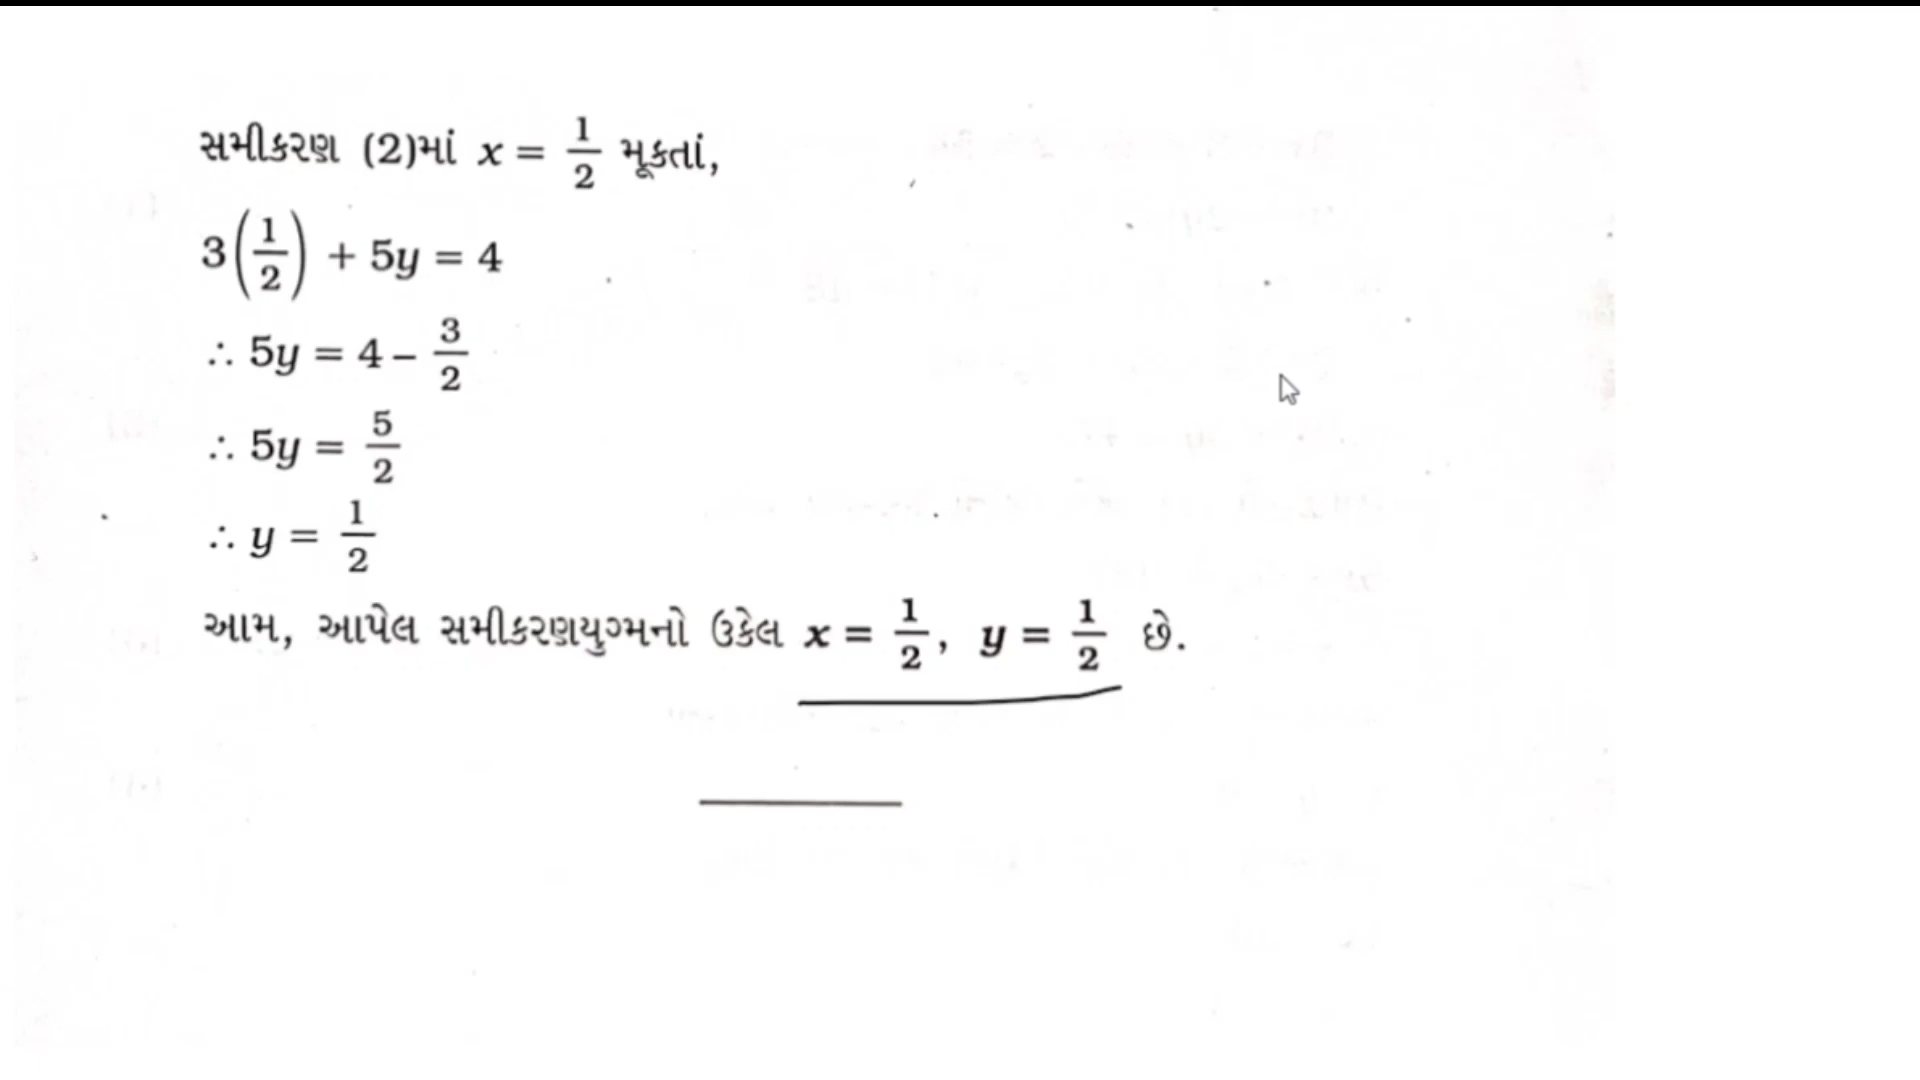 સમીકરણ (2)માં x = 1/2 મૂકતાં,
3(1/2) + 5y = 4
∴ 5y = 4 – 3/2
∴ 5y = 5/2
∴ y = 1/2
આમ, આપેલ સમીકરણયુગ્મનો ઉકેલ x = 1/2, y = 1/2 છે.